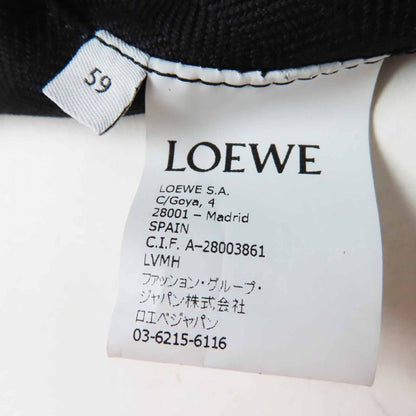 59
LOEWE
LOEWE S.A.
C/Goya, 4
28001 – Madrid
SPAIN
C.I.F. A-28003861
LVMH
ファッション・グループ・
ジャパン株式会社
ロエベジャパン
03-6215-6116